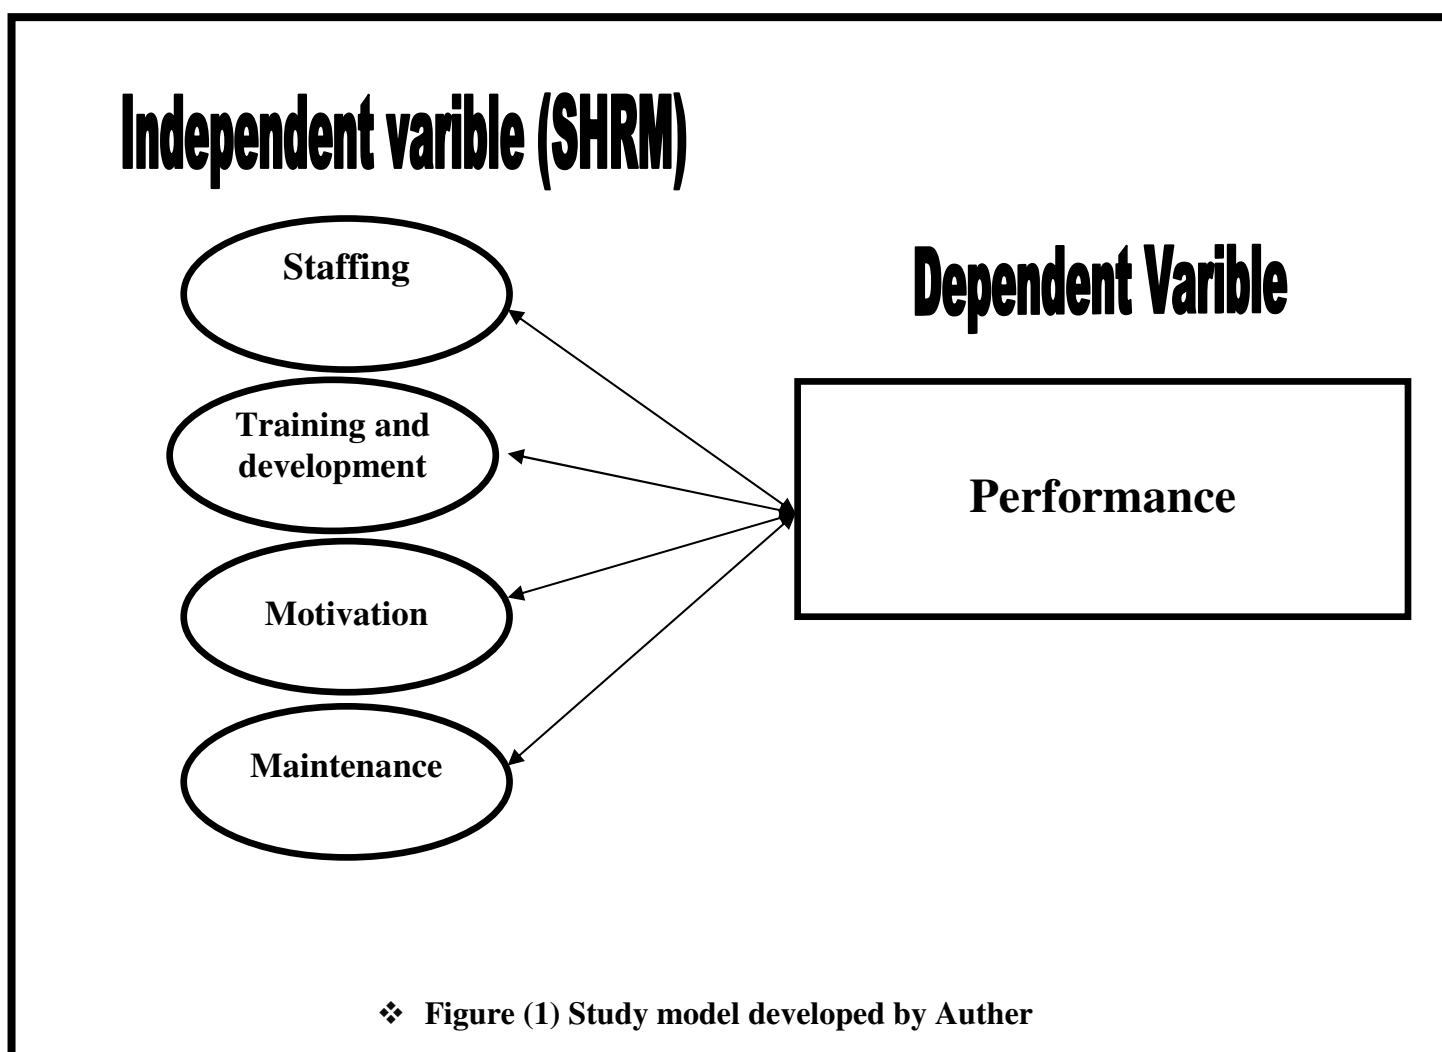 Independent varible (SHRM)
Staffing
Dependent Varible
Training and
development
Performance
Motivation
Maintenance
❖ Figure (1) Study model developed by Auther